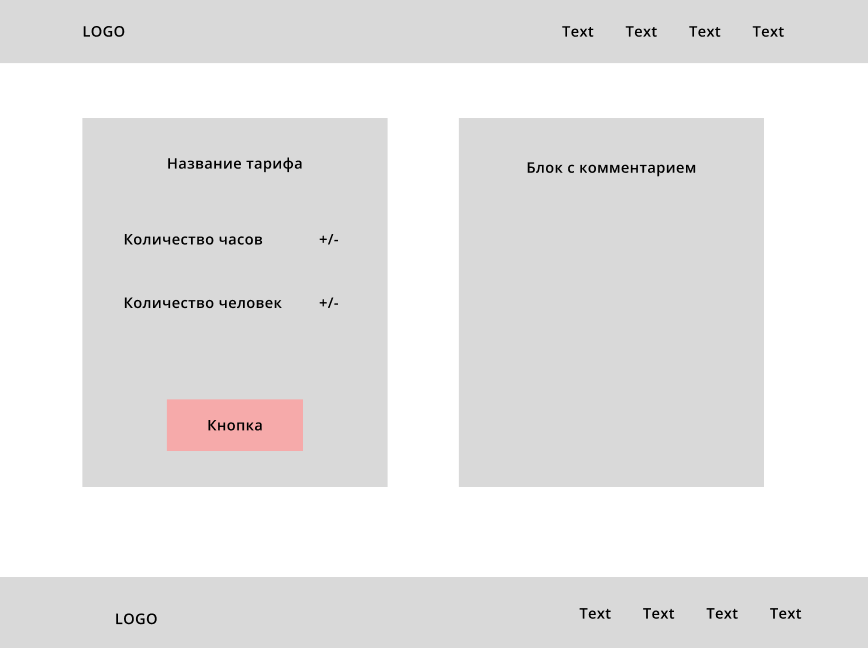 LOGO Text Text Text Text
Название тарифа
Количество часов +/-
Количество человек +/-
Кнопка
Блок с комментарием
LOGO Text Text Text Text